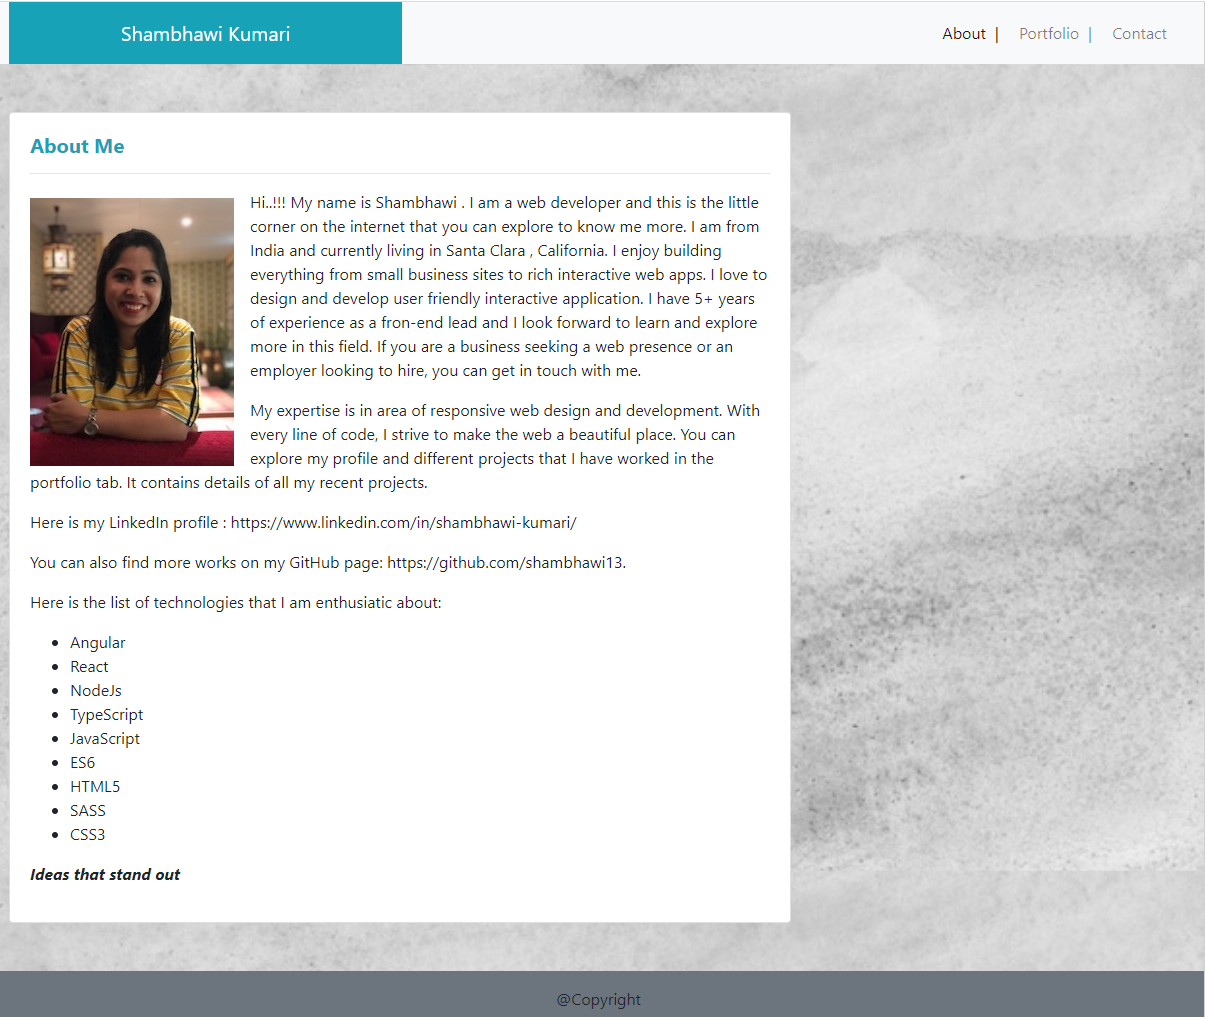 Shambhawi Kumari
About | Portfolio | Contact
About Me
Hi..!!! My name is Shambhawi . I am a web developer and this is the little
corner on the internet that you can explore to know me more. I am from
India and currently living in Santa Clara , California. I enjoy building
everything from small business sites to rich interactive web apps. I love to
design and develop user friendly interactive application. I have 5+ years
of experience as a fron-end lead and I look forward to learn and explore
more in this field. If you are a business seeking a web presence or an
employer looking to hire, you can get in touch with me.
My expertise is in area of responsive web design and development. With
every line of code, I strive to make the web a beautiful place. You can
explore my profile and different projects that I have worked in the
portfolio tab. It contains details of all my recent projects.
Here is my LinkedIn profile : https://www.linkedin.com/in/shambhawi-kumari/
You can also find more works on my GitHub page: https://github.com/shambhawi13.
Here is the list of technologies that I am enthusiatic about:
• Angular
• React
• NodeJs
• TypeScript
• JavaScript
• ES6
• HTML5
• SASS
• CSS3
Ideas that stand out
@Copyright